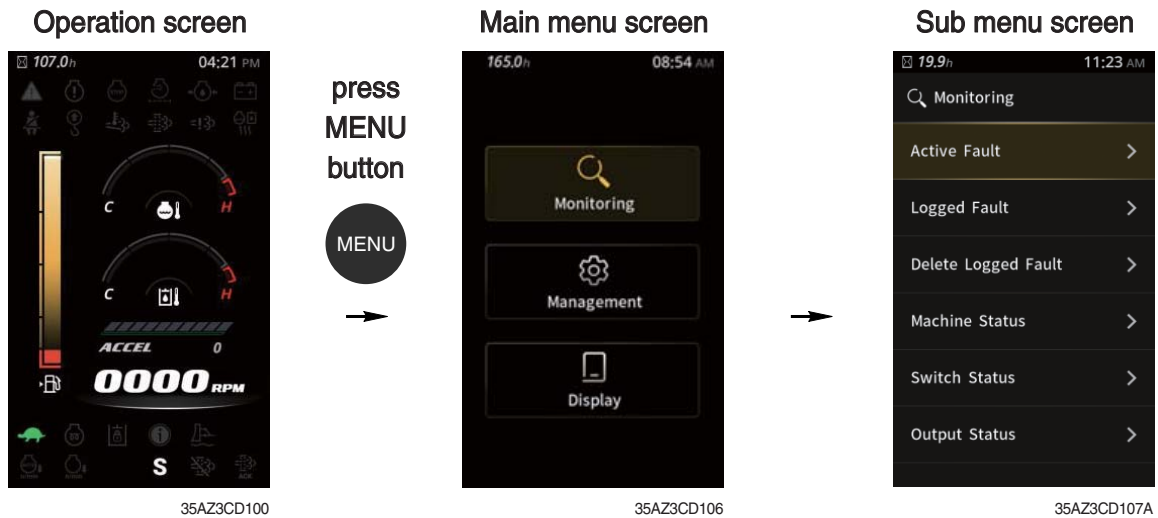 Operation screen
107.0h 04:21 PM
C H
C H
ACCEL 0
0000 RPM
S
35AZ3CD100
press
MENU
button
MENU
Main menu screen
165.0h 08:54 AM
Monitoring
Management
Display
35AZ3CD106
Sub menu screen
19.9h 11:23 AM
Monitoring
Active Fault
Logged Fault
Delete Logged Fault
Machine Status
Switch Status
Output Status
35AZ3CD107A